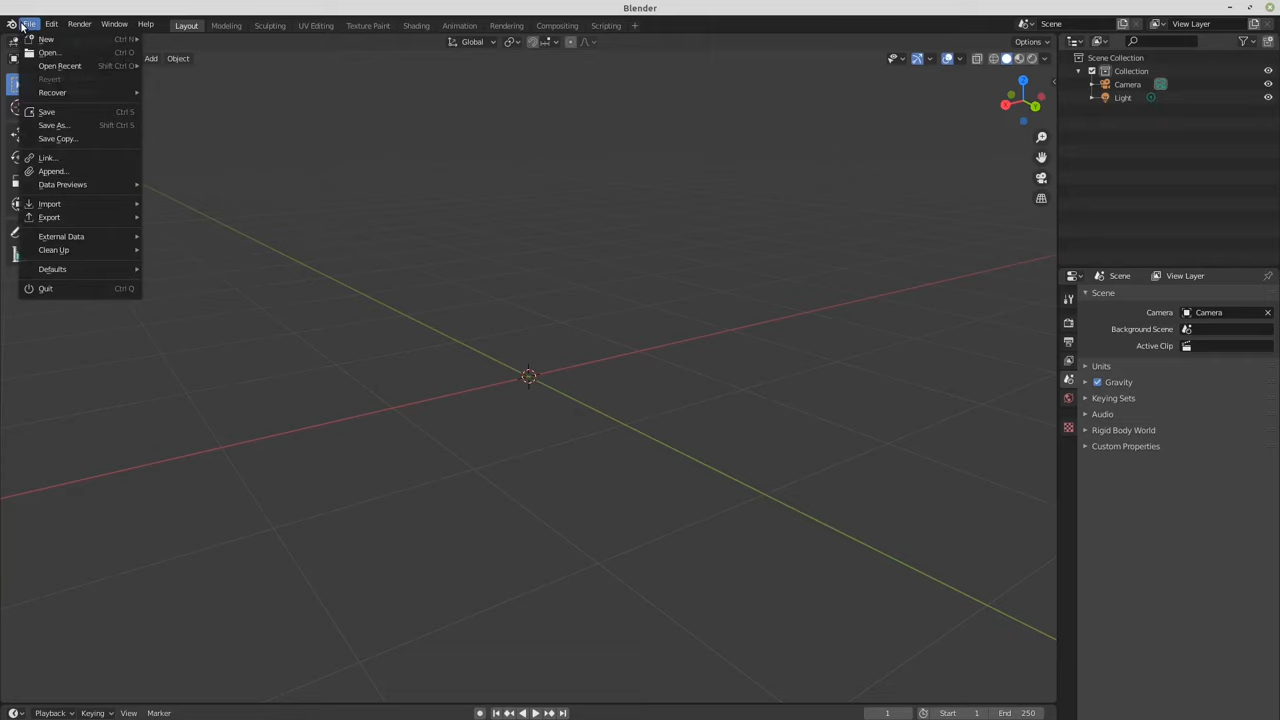 Blender
File Edit Render Window Help Layout Modeling Sculpting UV Editing Texture Paint Shading Animation Rendering Compositing Scripting + Scene View Layer
Global Options
Add Object
New Ctrl N
Open... Ctrl O
Open Recent Shift Ctrl O
Revert
Recover
Save Ctrl S
Save As... Shift Ctrl S
Save Copy...
Link...
Append...
Data Previews
Import
Export
External Data
Clean Up
Defaults
Quit Ctrl Q
Z
X
Y
Scene Collection
Collection
Camera
Light
Scene View Layer
Scene
Camera Camera
Background Scene
Active Clip
Units
Gravity
Keying Sets
Audio
Rigid Body World
Custom Properties
Playback Keying View Marker 1 Start 1 End 250